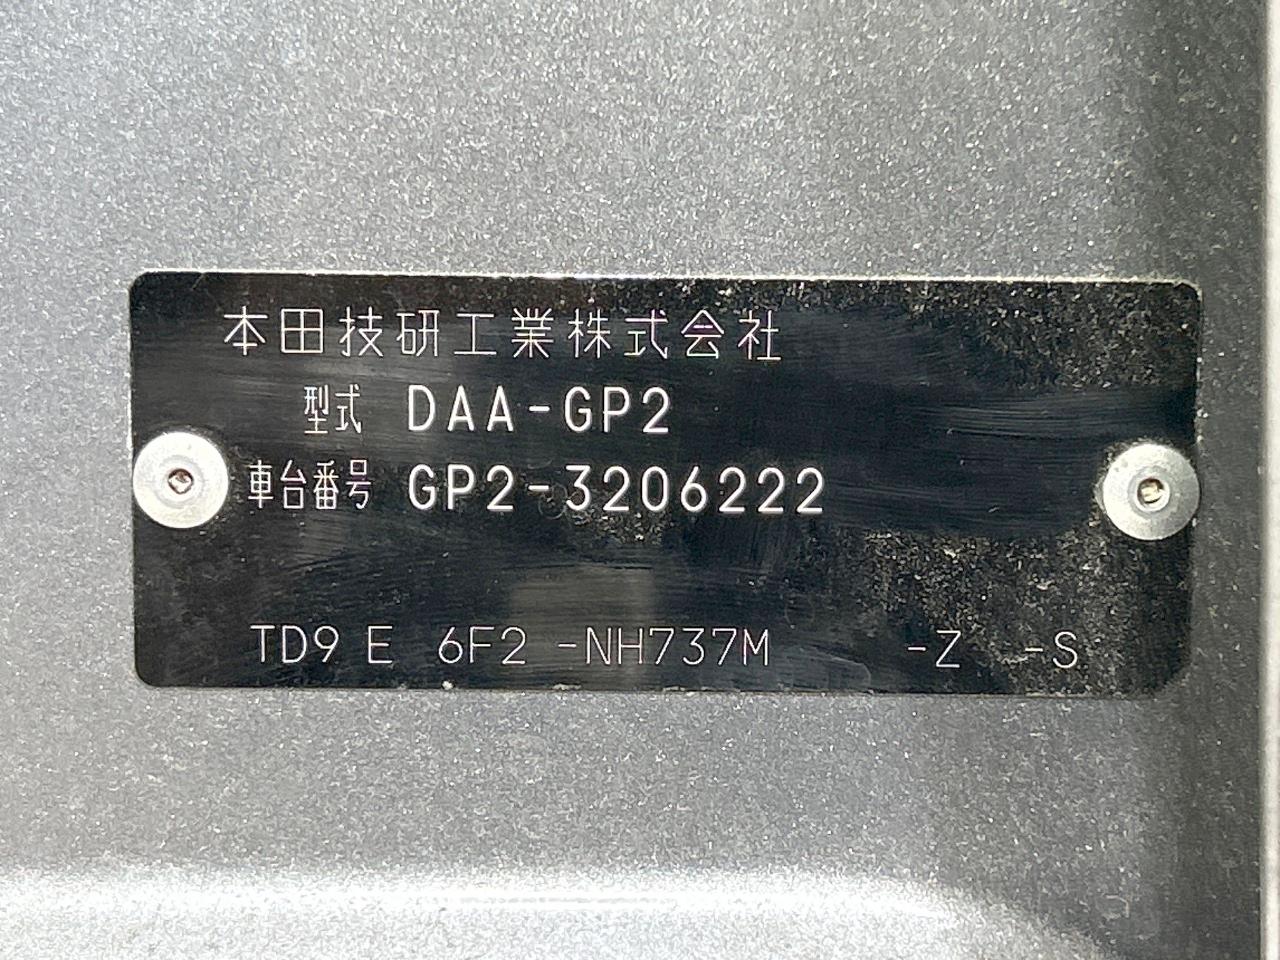 本田技研工業株式会社
型式 DAA-GP2
車台番号 GP2-3206222
TD9 E 6F2 -NH737M -Z -S